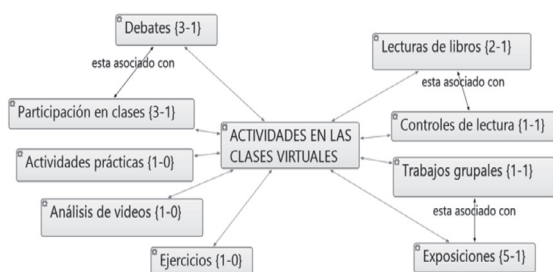 Debates {3-1}
Lecturas de libros {2-1}
esta asociado con
esta asociado con
Participación en clases {3-1}
Controles de lectura {1-1}
ACTIVIDADES EN LAS
CLASES VIRTUALES
Actividades prácticas {1-0}
Trabajos grupales {1-1}
Análisis de videos {1-0}
esta asociado con
Ejercicios {1-0}
Exposiciones {5-1}